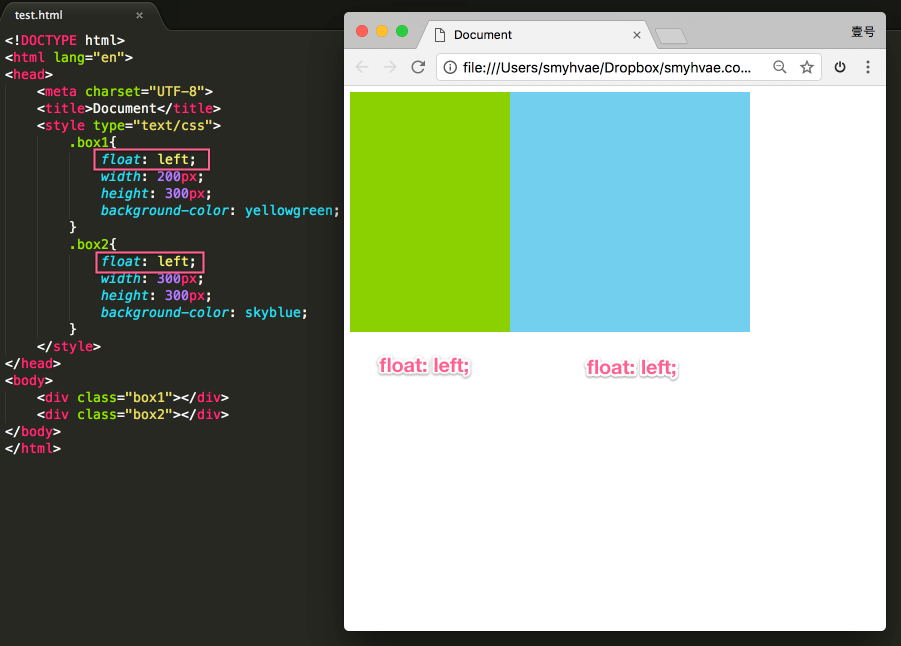 test.html ×
<!DOCTYPE html>
<html lang="en">
<head>
<meta charset="UTF-8">
<title>Document</title>
<style type="text/css">
.box1{
float: left;
width: 200px;
height: 300px;
background-color: yellowgreen;
}
.box2{
float: left;
width: 300px;
height: 300px;
background-color: skyblue;
}
</style>
</head>
<body>
<div class="box1"></div>
<div class="box2"></div>
</body>
</html>
Document ×
壹号
file:///Users/smyhvae/Dropbox/smyhvae.co...
float: left;
float: left;